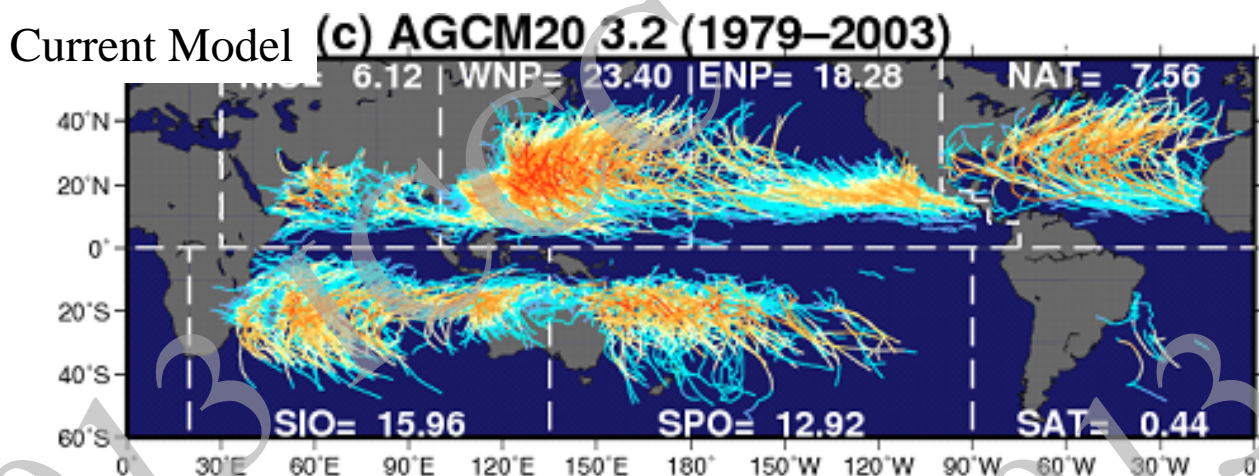 Current Model
(c) AGCM20 3.2 (1979–2003)
6.12 WNP= 23.40 ENP= 18.28 NAT= 7.56
40°N
20°N
0°
20°S
40°S
60°S
SIO= 15.96 SPO= 12.92 SAT= 0.44
0° 30°E 60°E 90°E 120°E 150°E 180° 150°W 120°W 90°W 60°W 30°W